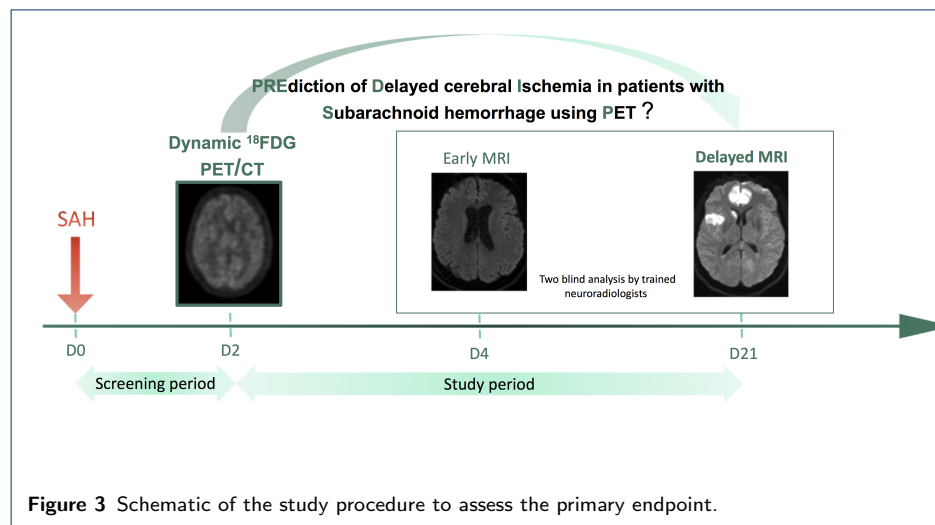 PREdiction of Delayed cerebral Ischemia in patients with
Subarachnoid hemorrhage using PET ?
Dynamic ¹⁸FDG
PET/CT
Early MRI
Delayed MRI
SAH
Two blind analysis by trained
neuroradiologists
D0
D2
D4
D21
Screening period
Study period
Figure 3 Schematic of the study procedure to assess the primary endpoint.